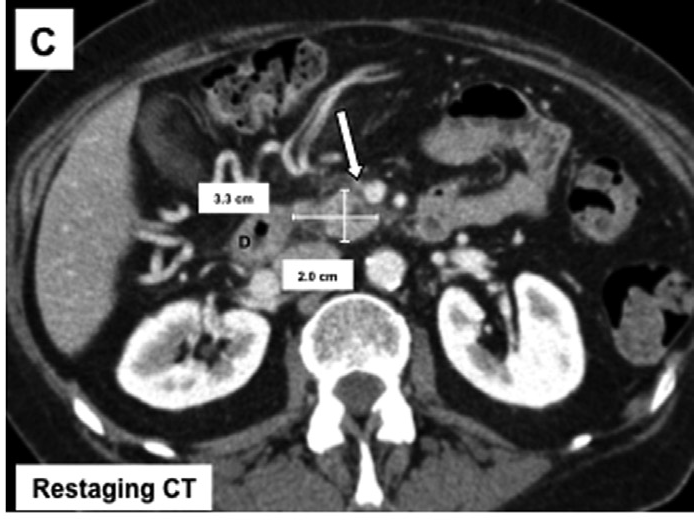 C
3.3 cm
D
2.0 cm
Restaging CT